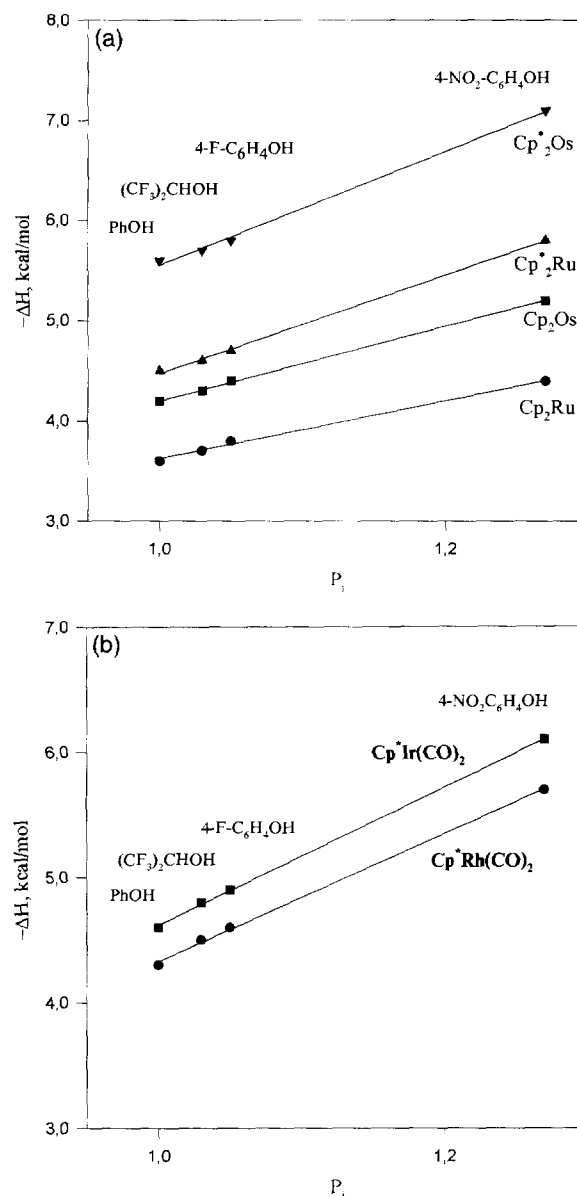 (a)
8,0
4-NO₂-C₆H₄OH
7,0
Cp*₂Os
4-F-C₆H₄OH
(CF₃)₂CHOH
PhOH
6,0
Cp*₂Ru
−ΔH, kcal/mol
5,0
Cp₂Os
Cp₂Ru
4,0
3,0
1,0 1,2
Pᵢ
(b)
7,0
4-NO₂C₆H₄OH
Cp*Ir(CO)₂
6,0
4-F-C₆H₄OH
Cp*Rh(CO)₂
(CF₃)₂CHOH
−ΔH, kcal/mol
5,0
PhOH
4,0
3,0
1,0 1,2
Pᵢ